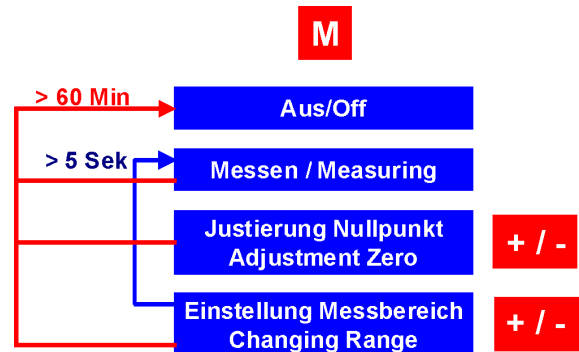 M
> 60 Min
Aus/Off
> 5 Sek
Messen / Measuring
Justierung Nullpunkt
Adjustment Zero
+ / -
Einstellung Messbereich
Changing Range
+ / -